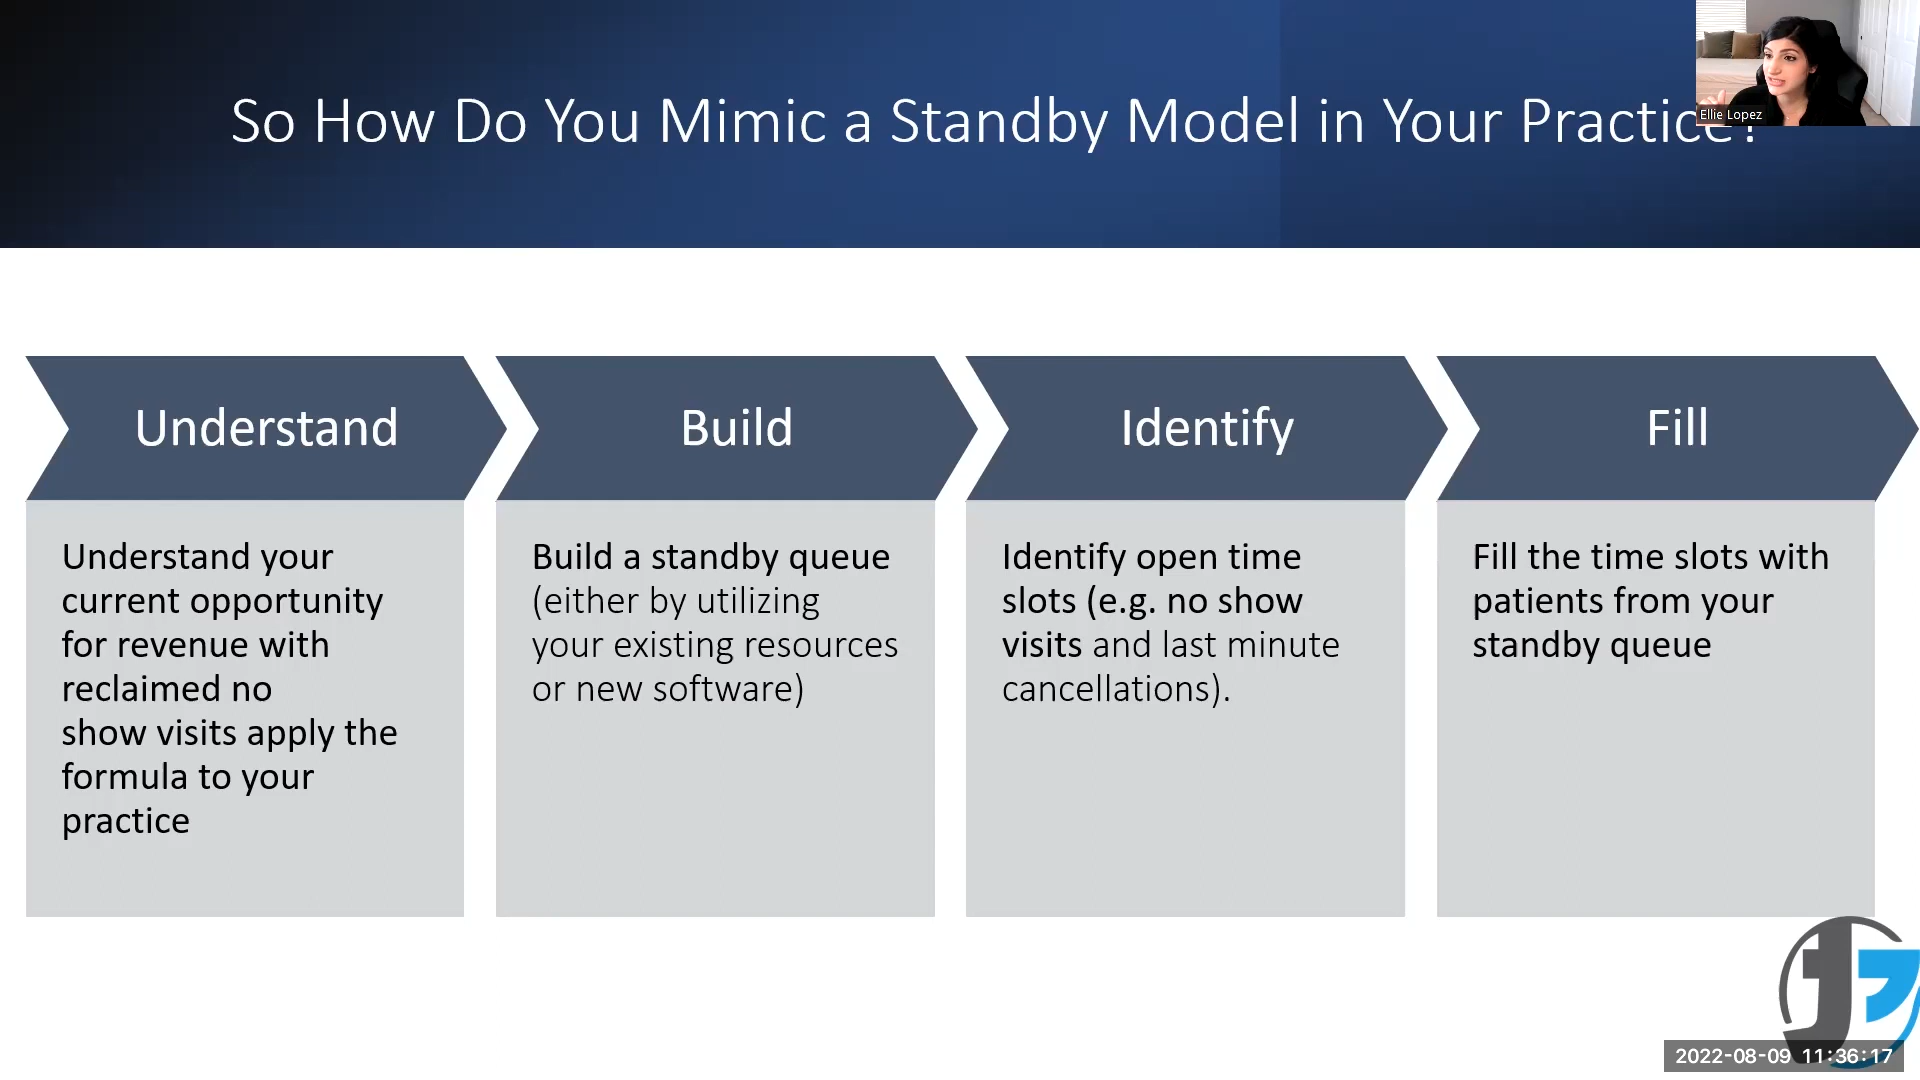 So How Do You Mimic a Standby Model in Your Practice?
Ellie Lopez
Understand
Understand your
current opportunity
for revenue with
reclaimed no
show visits apply the
formula to your
practice
Build
Build a standby queue
(either by utilizing
your existing resources
or new software)
Identify
Identify open time
slots (e.g. no show
visits and last minute
cancellations).
Fill
Fill the time slots with
patients from your
standby queue
2022-08-09 11:36:17